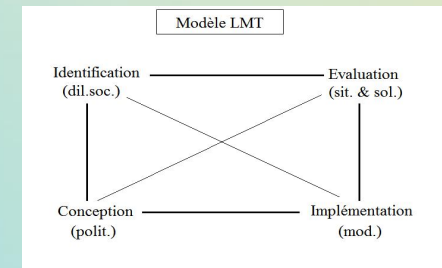 Modèle LMT
Identification Evaluation
(dil.soc.) (sit. & sol.)
Conception Implémentation
(polit.) (mod.)